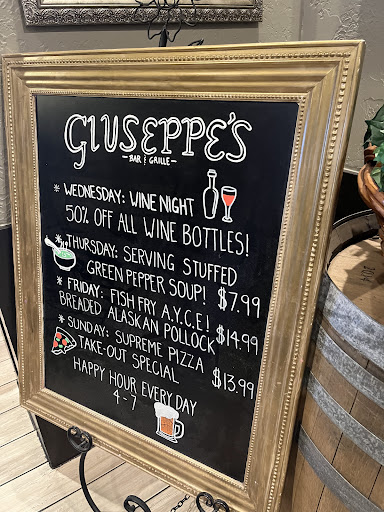 GIUSEPPE'S
- BAR & GRILLE -
* WEDNESDAY: WINE NIGHT
50% OFF ALL WINE BOTTLES!
* THURSDAY: SERVING STUFFED
GREEN PEPPER SOUP! $7.99
* FRIDAY: FISH FRY A.Y.C.E!
BREADED ALASKAN POLLOCK $14.99
* SUNDAY: SUPREME PIZZA
TAKE-OUT SPECIAL $13.99
HAPPY HOUR EVERY DAY
4-7